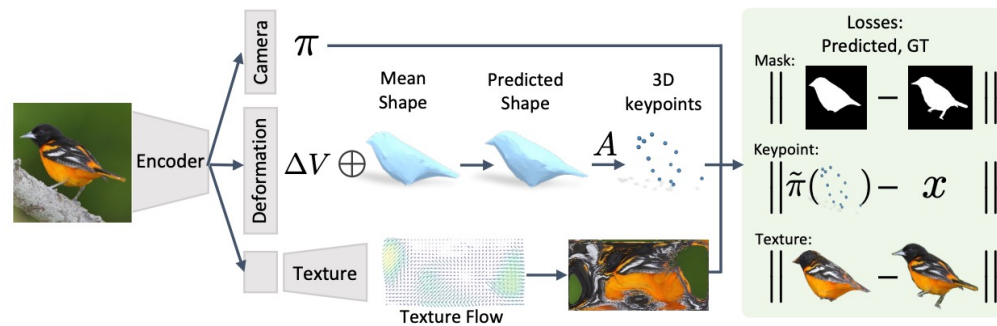 Encoder
Camera
Deformation
Texture
π
ΔV ⊕
Mean
Shape
Predicted
Shape
3D
keypoints
A
Texture Flow
Losses:
Predicted, GT
Mask:
|| − ||
Keypoint:
||π̃( ) − x ||
Texture:
|| − ||